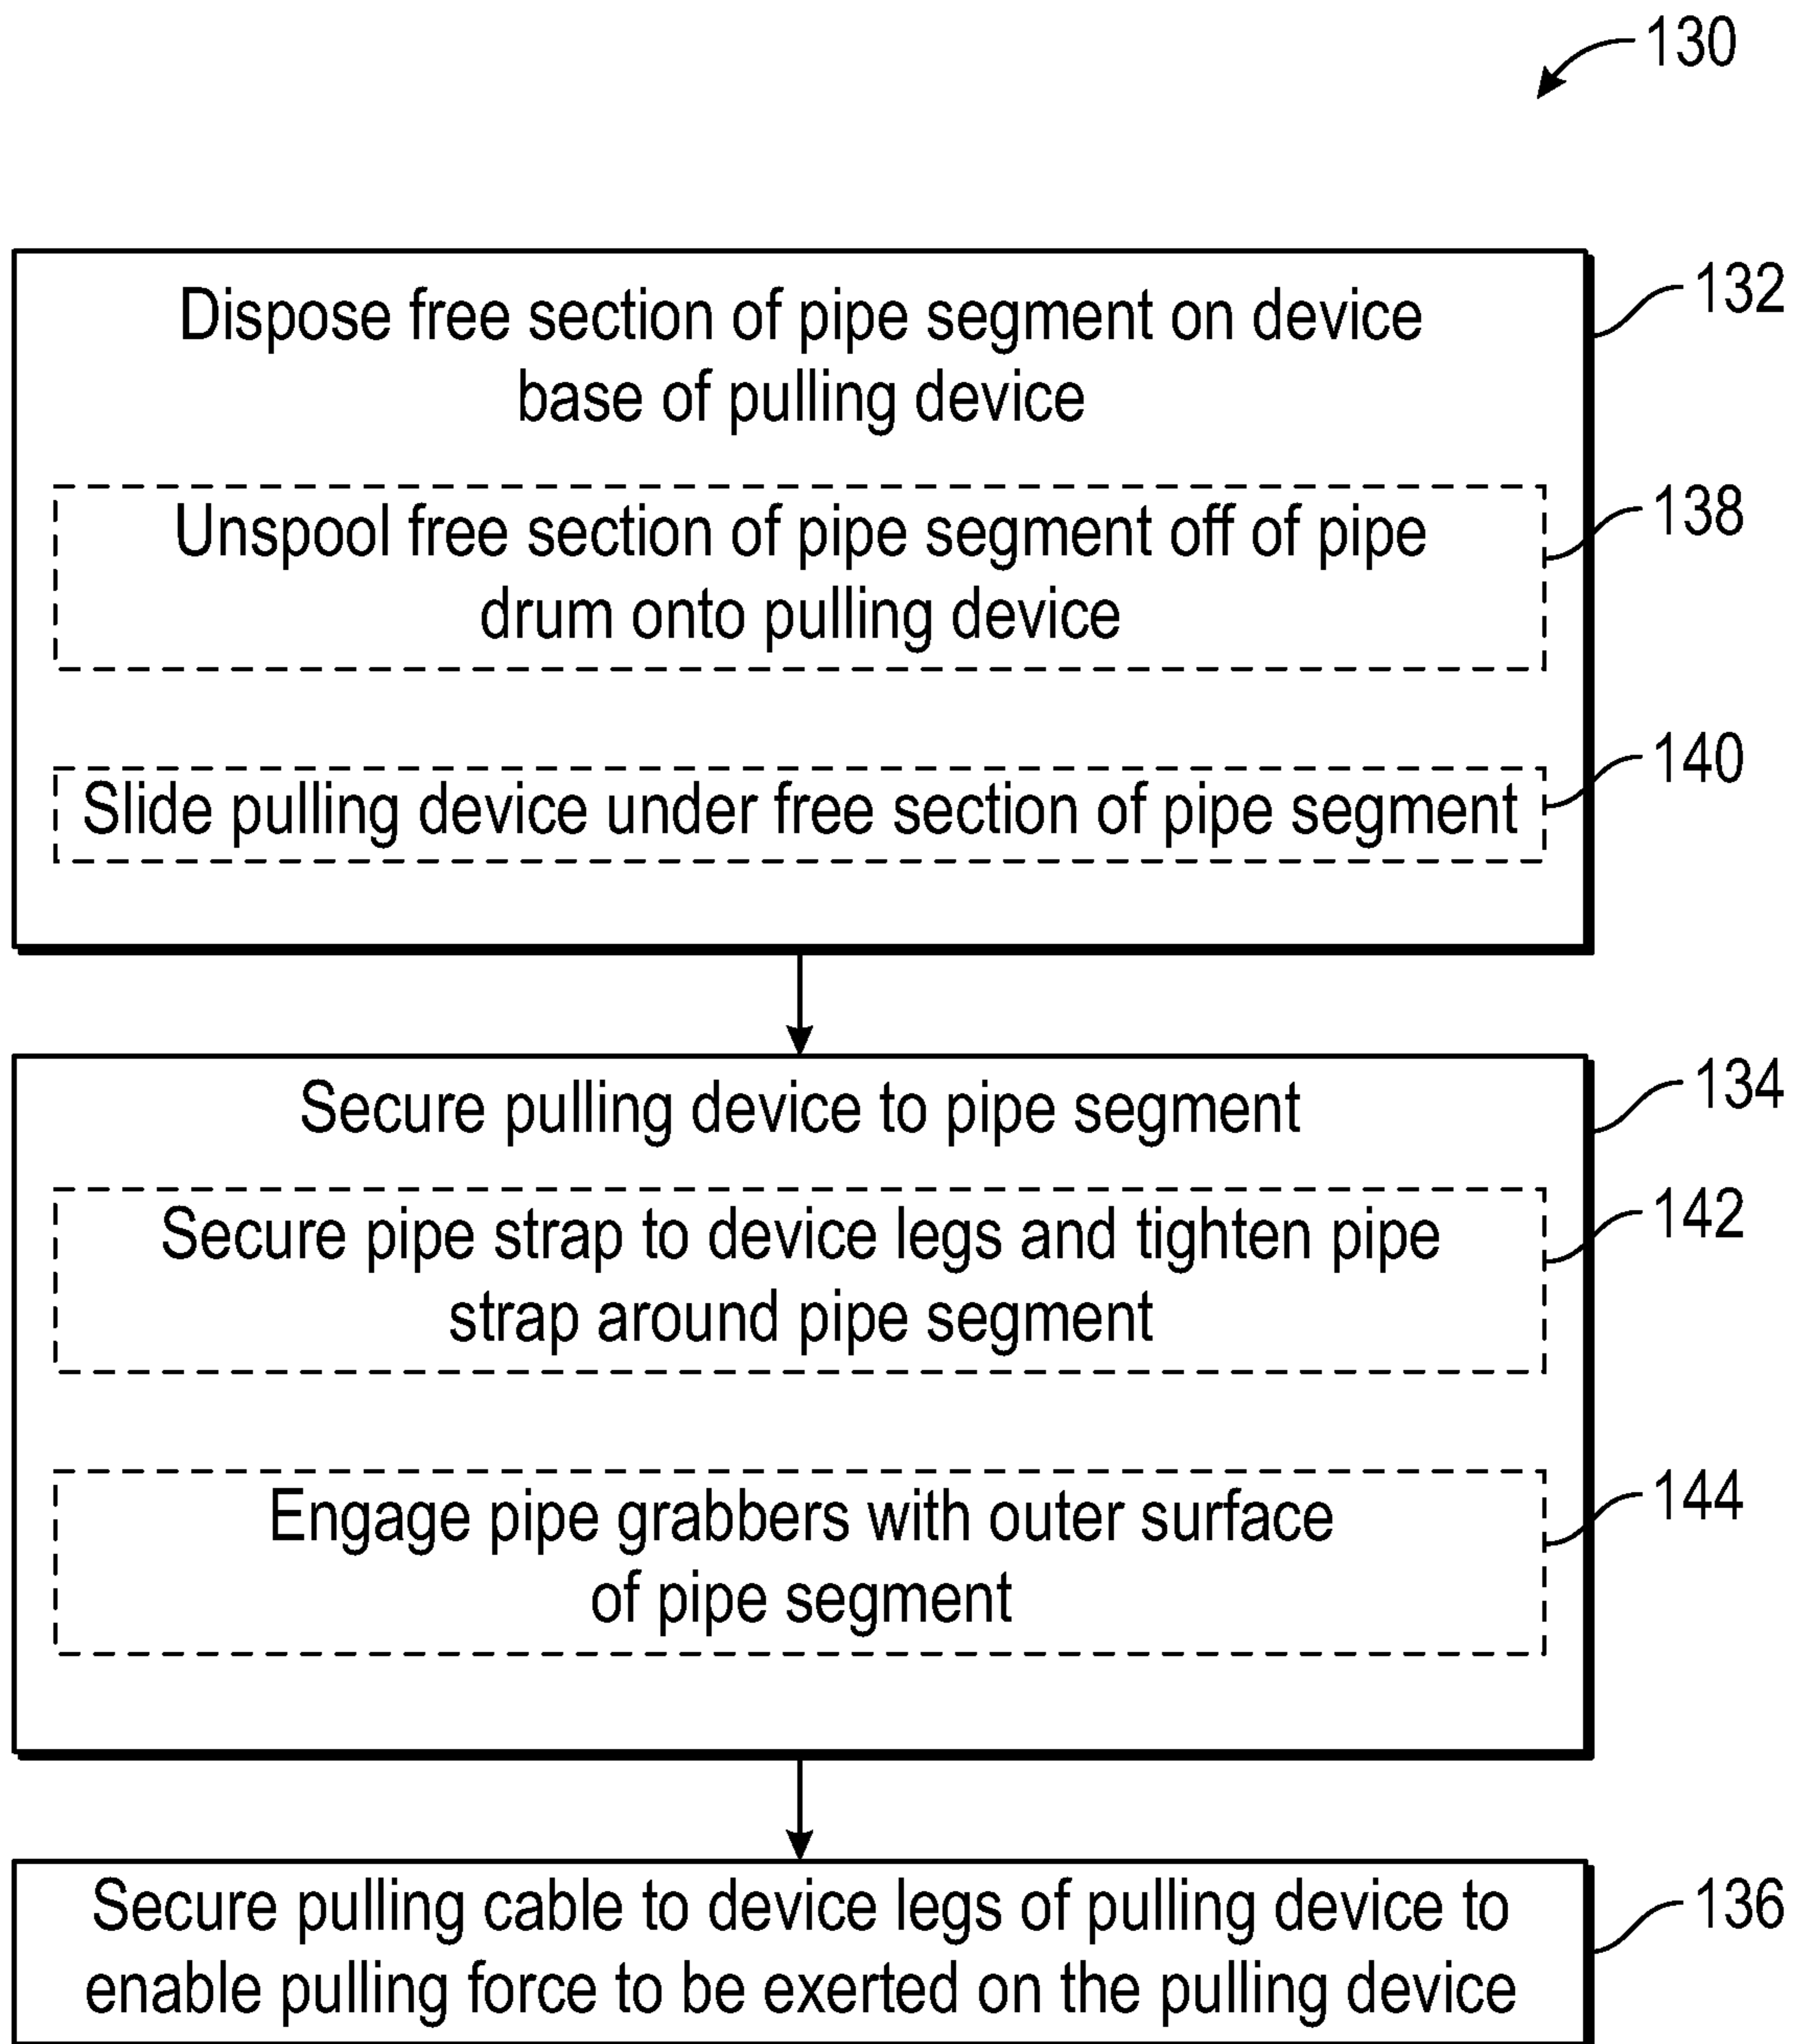 130
Dispose free section of pipe segment on device
base of pulling device
132
Unspool free section of pipe segment off of pipe
drum onto pulling device
138
Slide pulling device under free section of pipe segment
140
Secure pulling device to pipe segment
134
Secure pipe strap to device legs and tighten pipe
strap around pipe segment
142
Engage pipe grabbers with outer surface
of pipe segment
144
Secure pulling cable to device legs of pulling device to
enable pulling force to be exerted on the pulling device
136